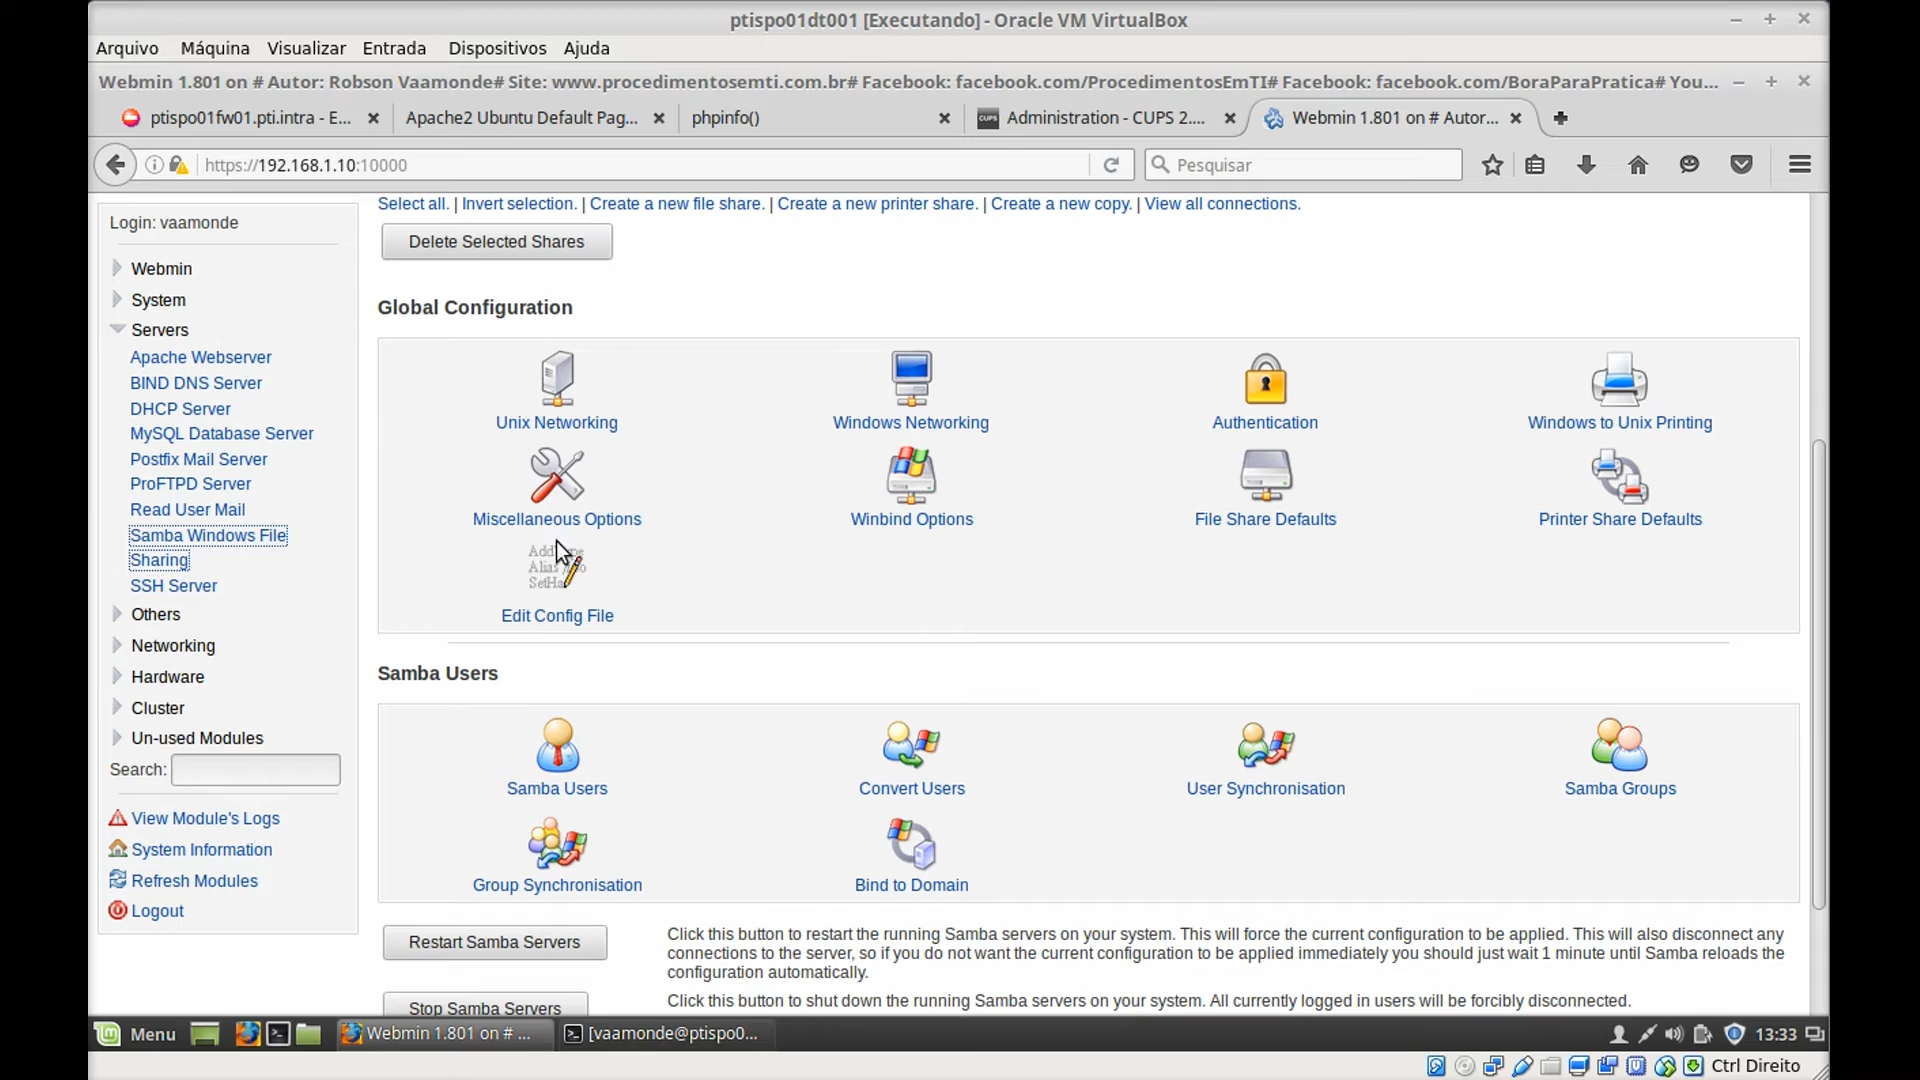 ptispo01dt001 [Executando] - Oracle VM VirtualBox
Arquivo Máquina Visualizar Entrada Dispositivos Ajuda
Webmin 1.801 on # Autor: Robson Vaamonde# Site: www.procedimentosemti.com.br# Facebook: facebook.com/ProcedimentosEmTI# Facebook: facebook.com/BoraParaPratica# You...
ptispo01fw01.pti.intra - E...
Apache2 Ubuntu Default Pag...
phpinfo()
CUPS Administration - CUPS 2....
Webmin 1.801 on # Autor...
https://192.168.1.10:10000
Pesquisar
Login: vaamonde
Webmin
System
Servers
Apache Webserver
BIND DNS Server
DHCP Server
MySQL Database Server
Postfix Mail Server
ProFTPD Server
Read User Mail
Samba Windows File
Sharing
SSH Server
Others
Networking
Hardware
Cluster
Un-used Modules
Search:
View Module's Logs
System Information
Refresh Modules
Logout
Select all. | Invert selection. | Create a new file share. | Create a new printer share. | Create a new copy. | View all connections.
Delete Selected Shares
Global Configuration
Unix Networking
Windows Networking
Authentication
Windows to Unix Printing
Miscellaneous Options
Winbind Options
File Share Defaults
Printer Share Defaults
Edit Config File
Samba Users
Samba Users
Convert Users
User Synchronisation
Samba Groups
Group Synchronisation
Bind to Domain
Restart Samba Servers
Click this button to restart the running Samba servers on your system. This will force the current configuration to be applied. This will also disconnect any
connections to the server, so if you do not want the current configuration to be applied immediately you should just wait 1 minute until Samba reloads the
configuration automatically.
Stop Samba Servers
Click this button to shut down the running Samba servers on your system. All currently logged in users will be forcibly disconnected.
Menu
Webmin 1.801 on # ...
[vaamonde@ptispo0...
13:33
Ctrl Direito